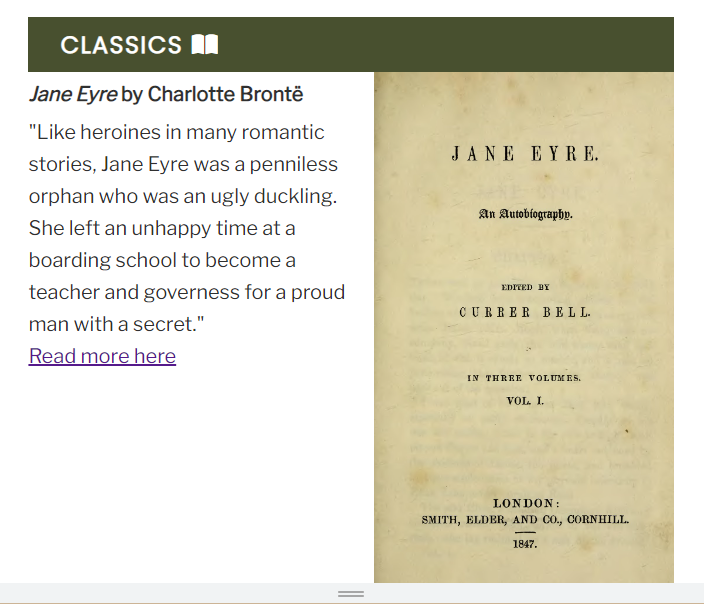 CLASSICS
Jane Eyre by Charlotte Brontë
"Like heroines in many romantic
stories, Jane Eyre was a penniless
orphan who was an ugly duckling.
She left an unhappy time at a
boarding school to become a
teacher and governess for a proud
man with a secret."
Read more here
JANE EYRE.
An Autobiography.
EDITED BY
CURRER BELL.
IN THREE VOLUMES.
VOL. I.
LONDON:
SMITH, ELDER, AND CO., CORNHILL.
1847.